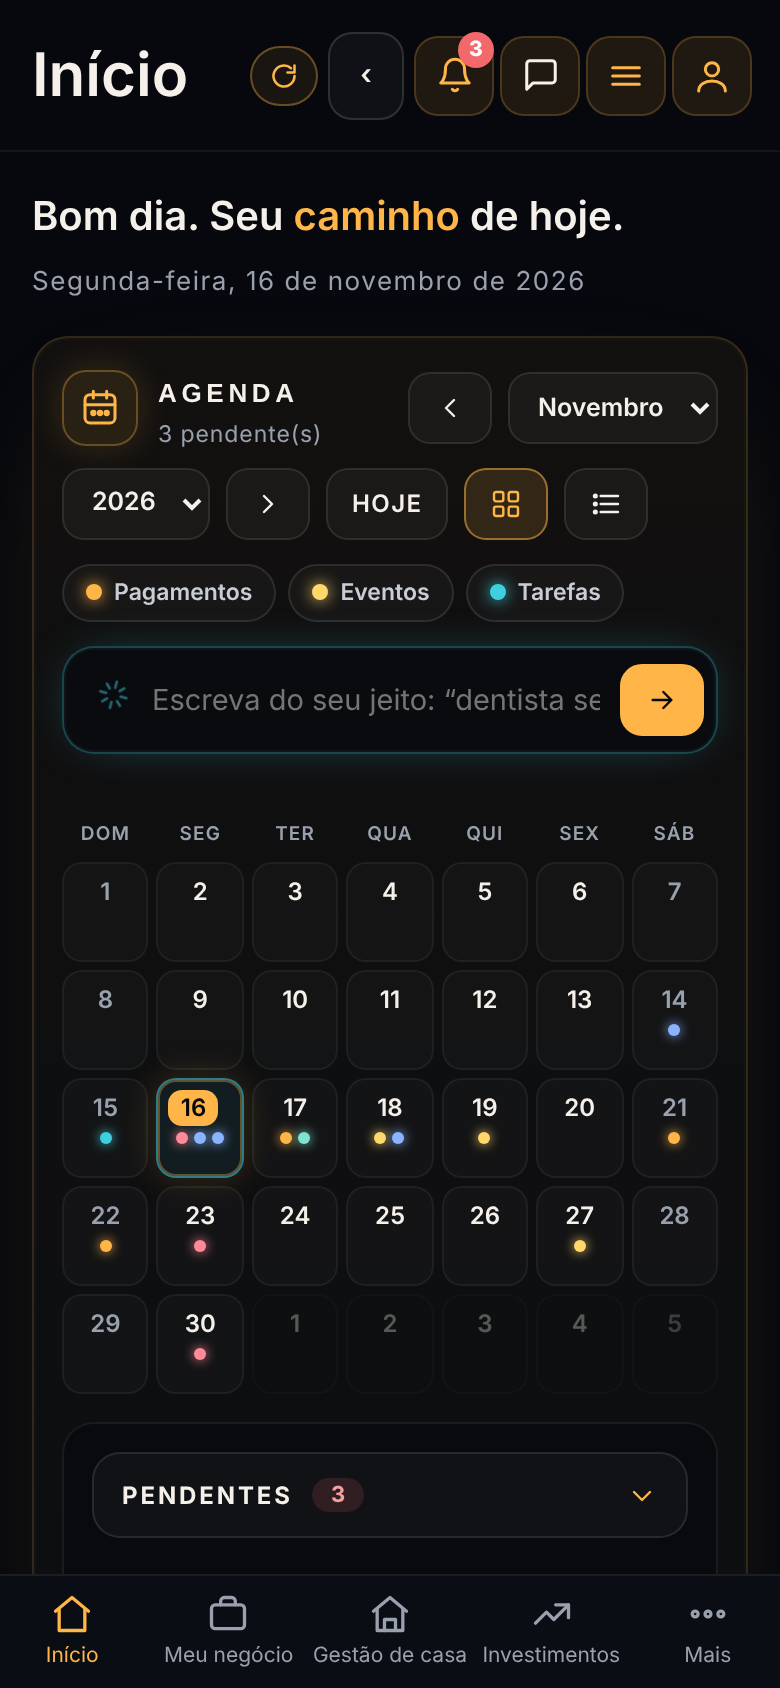 Início
3
Bom dia. Seu caminho de hoje.
Segunda-feira, 16 de novembro de 2026
AGENDA
3 pendente(s)
Novembro
2026
HOJE
Pagamentos Eventos Tarefas
Escreva do seu jeito: “dentista se
DOM SEG TER QUA QUI SEX SÁB
1 2 3 4 5 6 7
8 9 10 11 12 13 14
15 16 17 18 19 20 21
22 23 24 25 26 27 28
29 30 1 2 3 4 5
PENDENTES 3
Início Meu negócio Gestão de casa Investimentos Mais